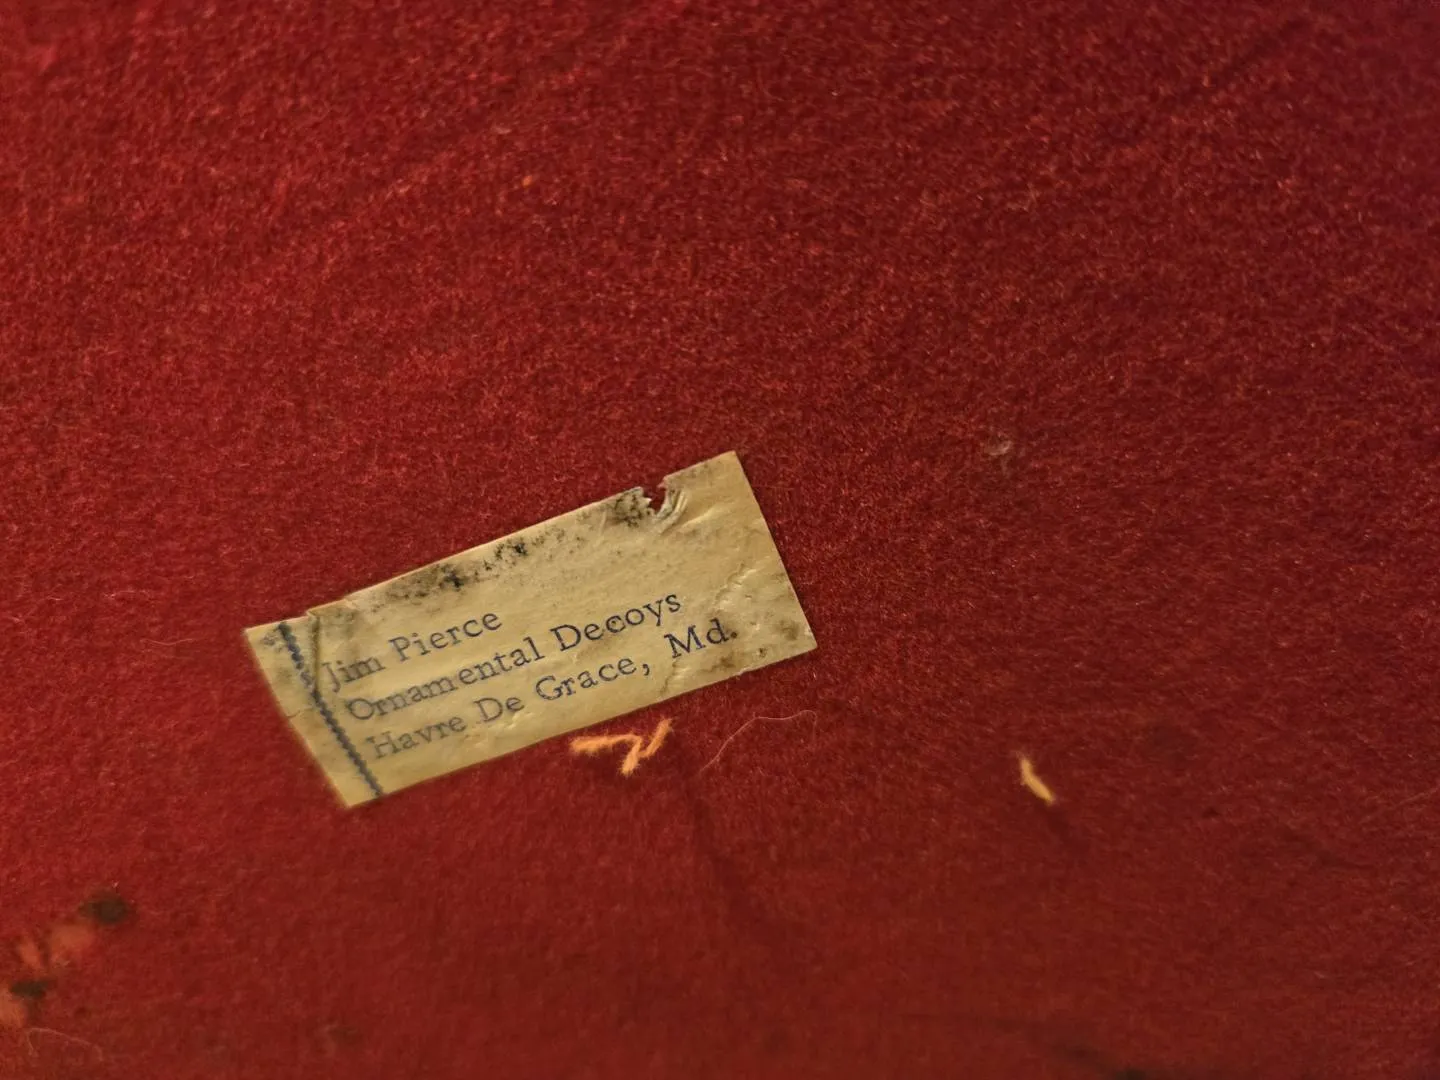 Jim Pierce
Ornamental Decoys
Havre De Grace, Md.